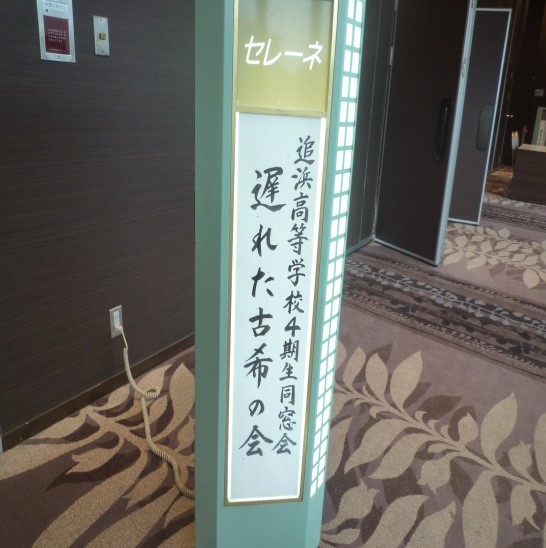 セレーネ
追浜高等学校4期生同窓会
遅れた古希の会